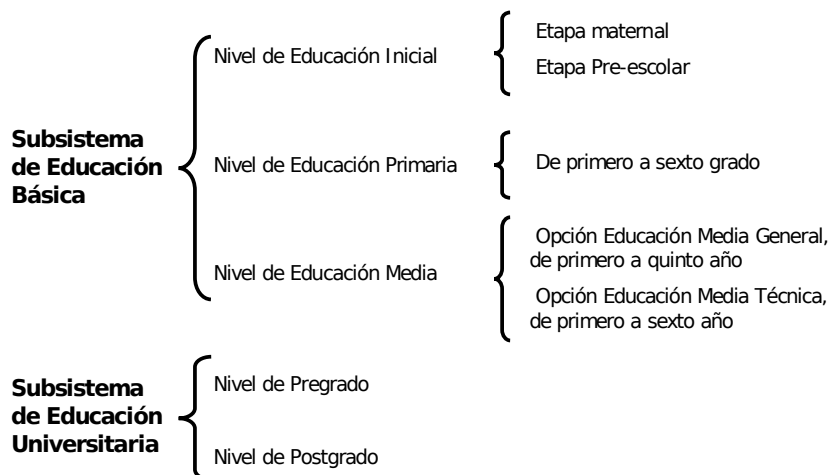 Subsistema
de Educación
Básica
Nivel de Educación Inicial
Etapa maternal
Etapa Pre-escolar
Nivel de Educación Primaria
De primero a sexto grado
Nivel de Educación Media
Opción Educación Media General,
de primero a quinto año
Opción Educación Media Técnica,
de primero a sexto año
Subsistema
de Educación
Universitaria
Nivel de Pregrado
Nivel de Postgrado